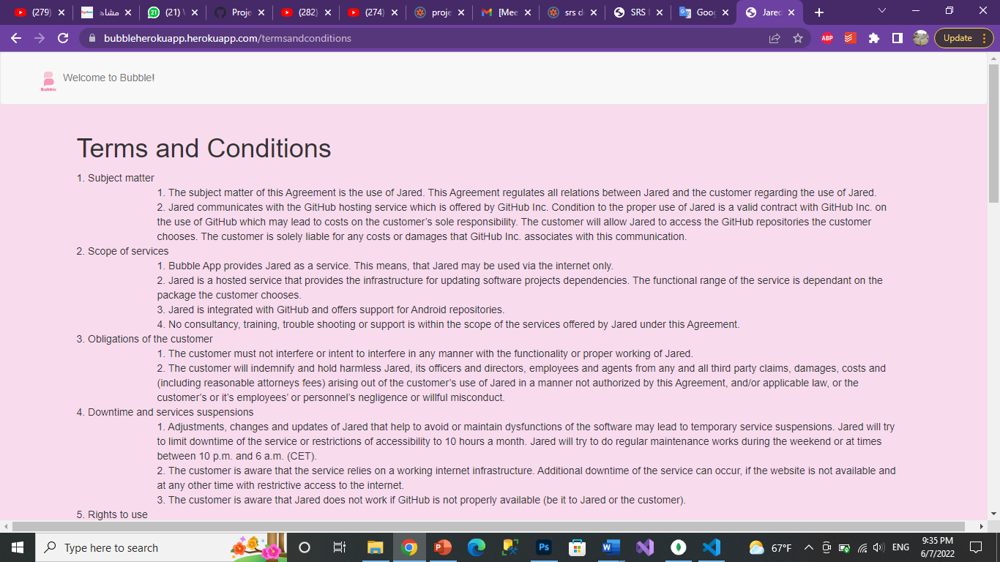 (279)
مشاه
21
(21)
Proje
(282)
(274)
proje
[Mee
srs d
SRS
Goog
Jared
bubbleherokuapp.herokuapp.com/termsandconditions
ABP
Update
Bubble
Welcome to Bubble!
Terms and Conditions
1. Subject matter
1. The subject matter of this Agreement is the use of Jared. This Agreement regulates all relations between Jared and the customer regarding the use of Jared.
2. Jared communicates with the GitHub hosting service which is offered by GitHub Inc. Condition to the proper use of Jared is a valid contract with GitHub Inc. on
the use of GitHub which may lead to costs on the customer’s sole responsibility. The customer will allow Jared to access the GitHub repositories the customer
chooses. The customer is solely liable for any costs or damages that GitHub Inc. associates with this communication.
2. Scope of services
1. Bubble App provides Jared as a service. This means, that Jared may be used via the internet only.
2. Jared is a hosted service that provides the infrastructure for updating software projects dependencies. The functional range of the service is dependant on the
package the customer chooses.
3. Jared is integrated with GitHub and offers support for Android repositories.
4. No consultancy, training, trouble shooting or support is within the scope of the services offered by Jared under this Agreement.
3. Obligations of the customer
1. The customer must not interfere or intent to interfere in any manner with the functionality or proper working of Jared.
2. The customer will indemnify and hold harmless Jared, its officers and directors, employees and agents from any and all third party claims, damages, costs and
(including reasonable attorneys fees) arising out of the customer’s use of Jared in a manner not authorized by this Agreement, and/or applicable law, or the
customer’s or it’s employees’ or personnel’s negligence or willful misconduct.
4. Downtime and services suspensions
1. Adjustments, changes and updates of Jared that help to avoid or maintain dysfunctions of the software may lead to temporary service suspensions. Jared will try
to limit downtime of the service or restrictions of accessibility to 10 hours a month. Jared will try to do regular maintenance works during the weekend or at times
between 10 p.m. and 6 a.m. (CET).
2. The customer is aware that the service relies on a working internet infrastructure. Additional downtime of the service can occur, if the website is not available and
at any other time with restrictive access to the internet.
3. The customer is aware that Jared does not work if GitHub is not properly available (be it to Jared or the customer).
5. Rights to use
Type here to search
Ps
67°F
ENG
9:35 PM
6/7/2022